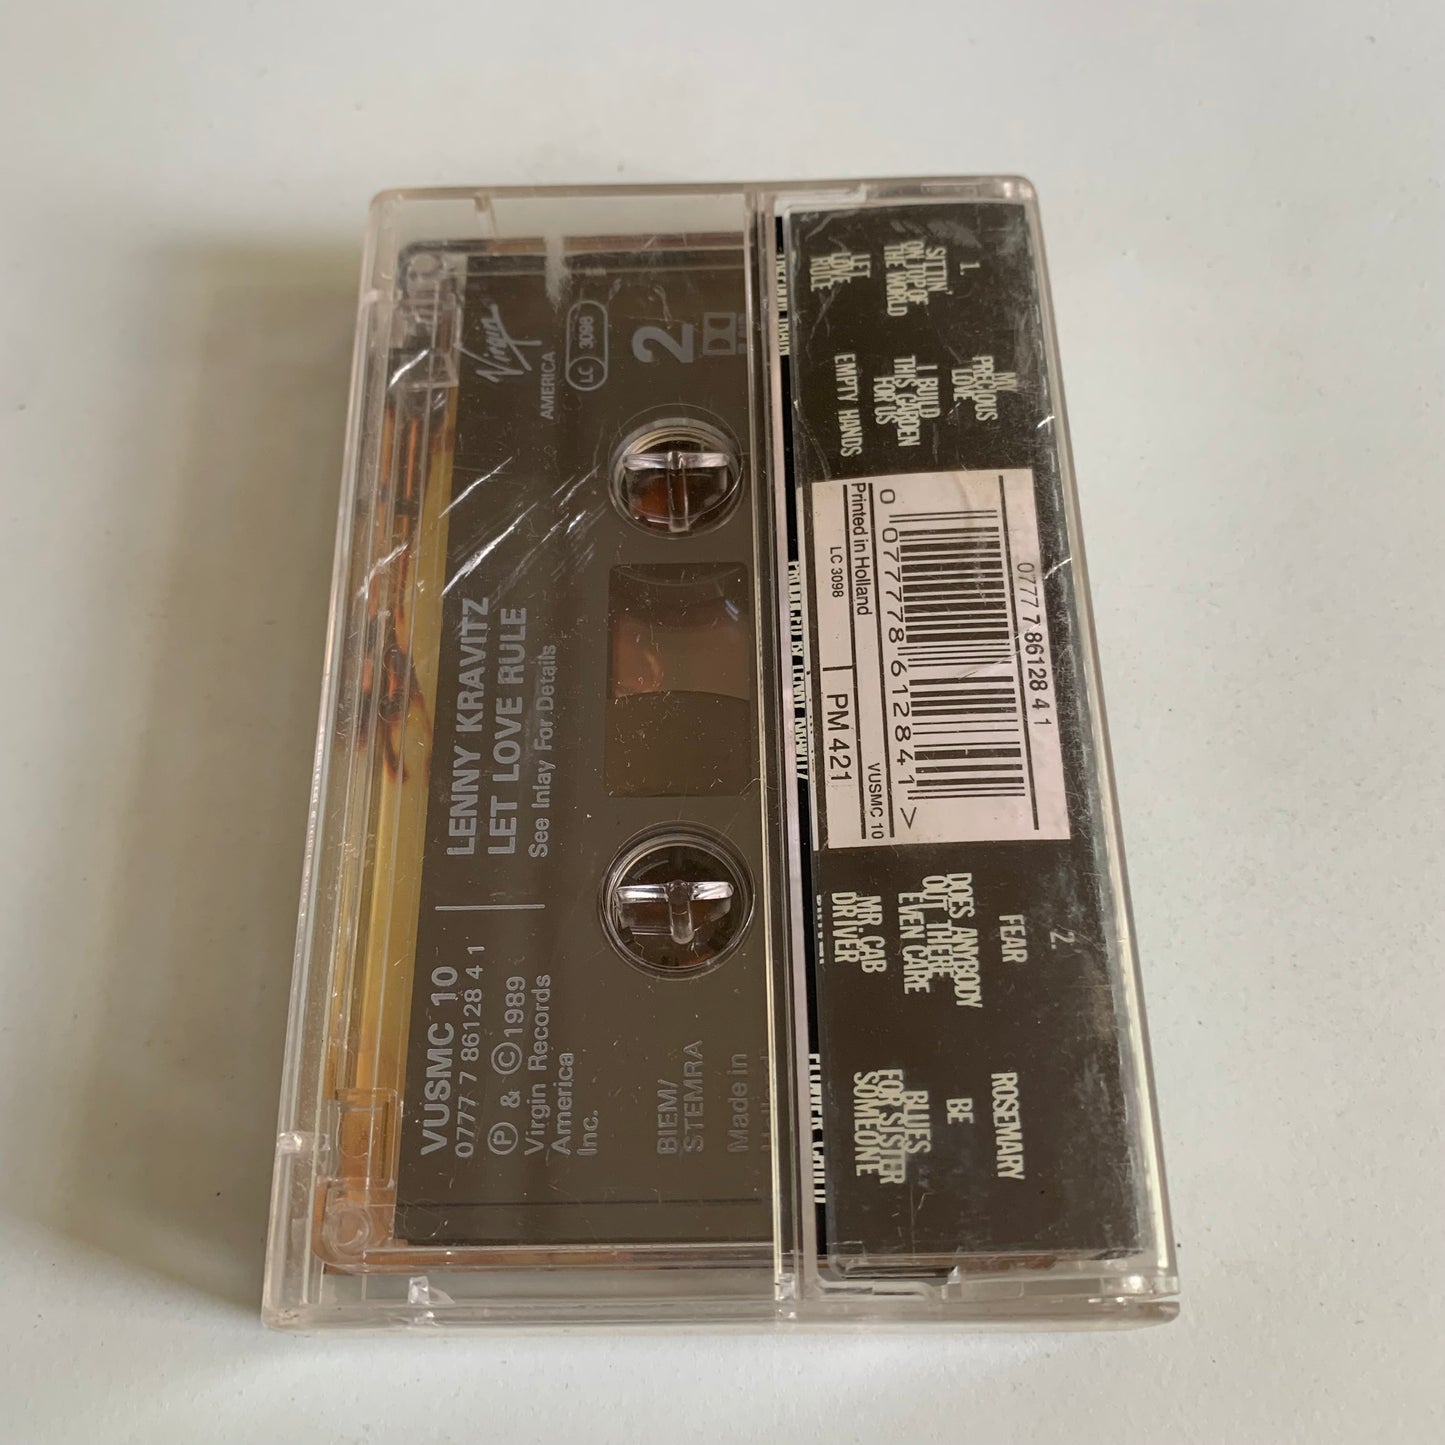 Virgin
AMERICA
LC 3098
2
LENNY KRAVITZ
LET LOVE RULE
See Inlay For Details
VUSMC 10
07777 86128 4 1
℗ & © 1989
Virgin Records
America
Inc.
BIEM/
STEMRA
Made in
1.
SITTIN'
ON TOP OF
THE WORLD
LET
LOVE
RULE
MY
PRECIOUS
LOVE
I BUILD
THIS GARDEN
FOR US
EMPTY HANDS
0777 7 86128 4 1
0 077778 612841 >
Printed in Holland
LC 3098
PM 421
VUSMC 10
2.
FEAR
DOES ANYBODY
OUT THERE
EVEN CARE
MR. CAB
DRIVER
ROSEMARY
BE
BLUES
FOR SISTER
SOMEONE